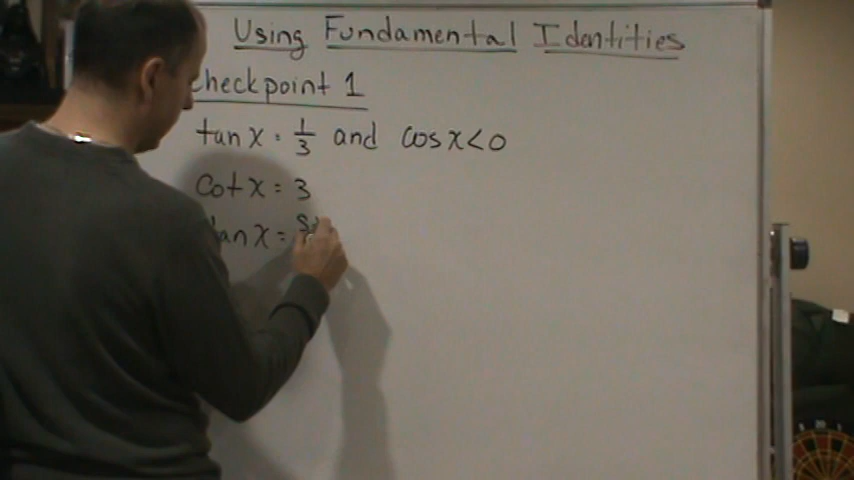 Using Fundamental Identities
checkpoint 1
tan x = 1/3 and cos x < 0
cot x = 3
tan x =